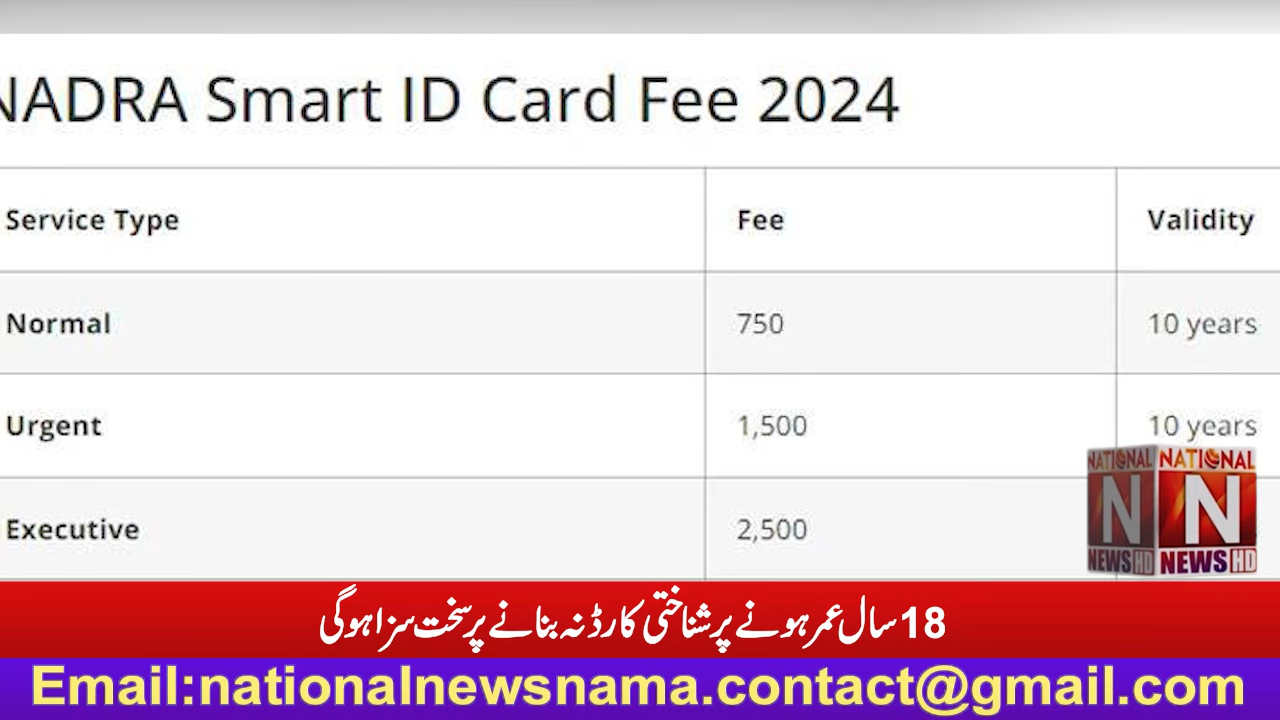 NADRA Smart ID Card Fee 2024
Service Type Fee Validity
Normal 750 10 years
Urgent 1,500 10 years
Executive 2,500
NATIONAL NATIONAL
N N
NEWS HD NEWS HD
18 سال عمر ہونے پر شناختی کارڈ نہ بنانے پر سخت سزا ہوگی
Email:nationalnewsnama.contact@gmail.com